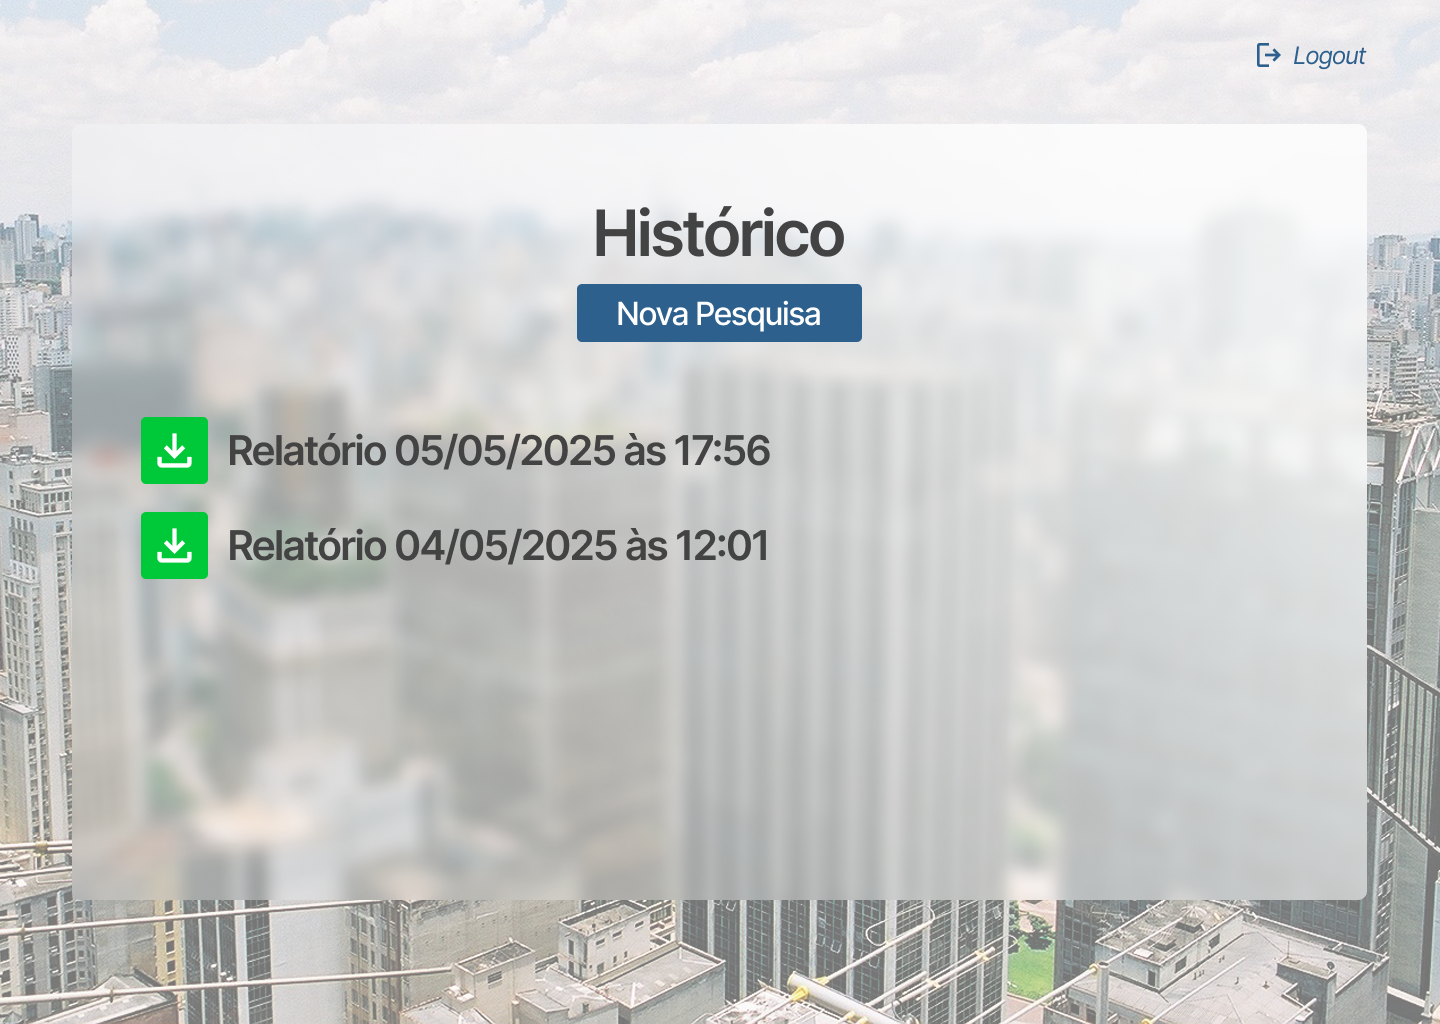 Logout
Histórico
Nova Pesquisa
Relatório 05/05/2025 às 17:56
Relatório 04/05/2025 às 12:01